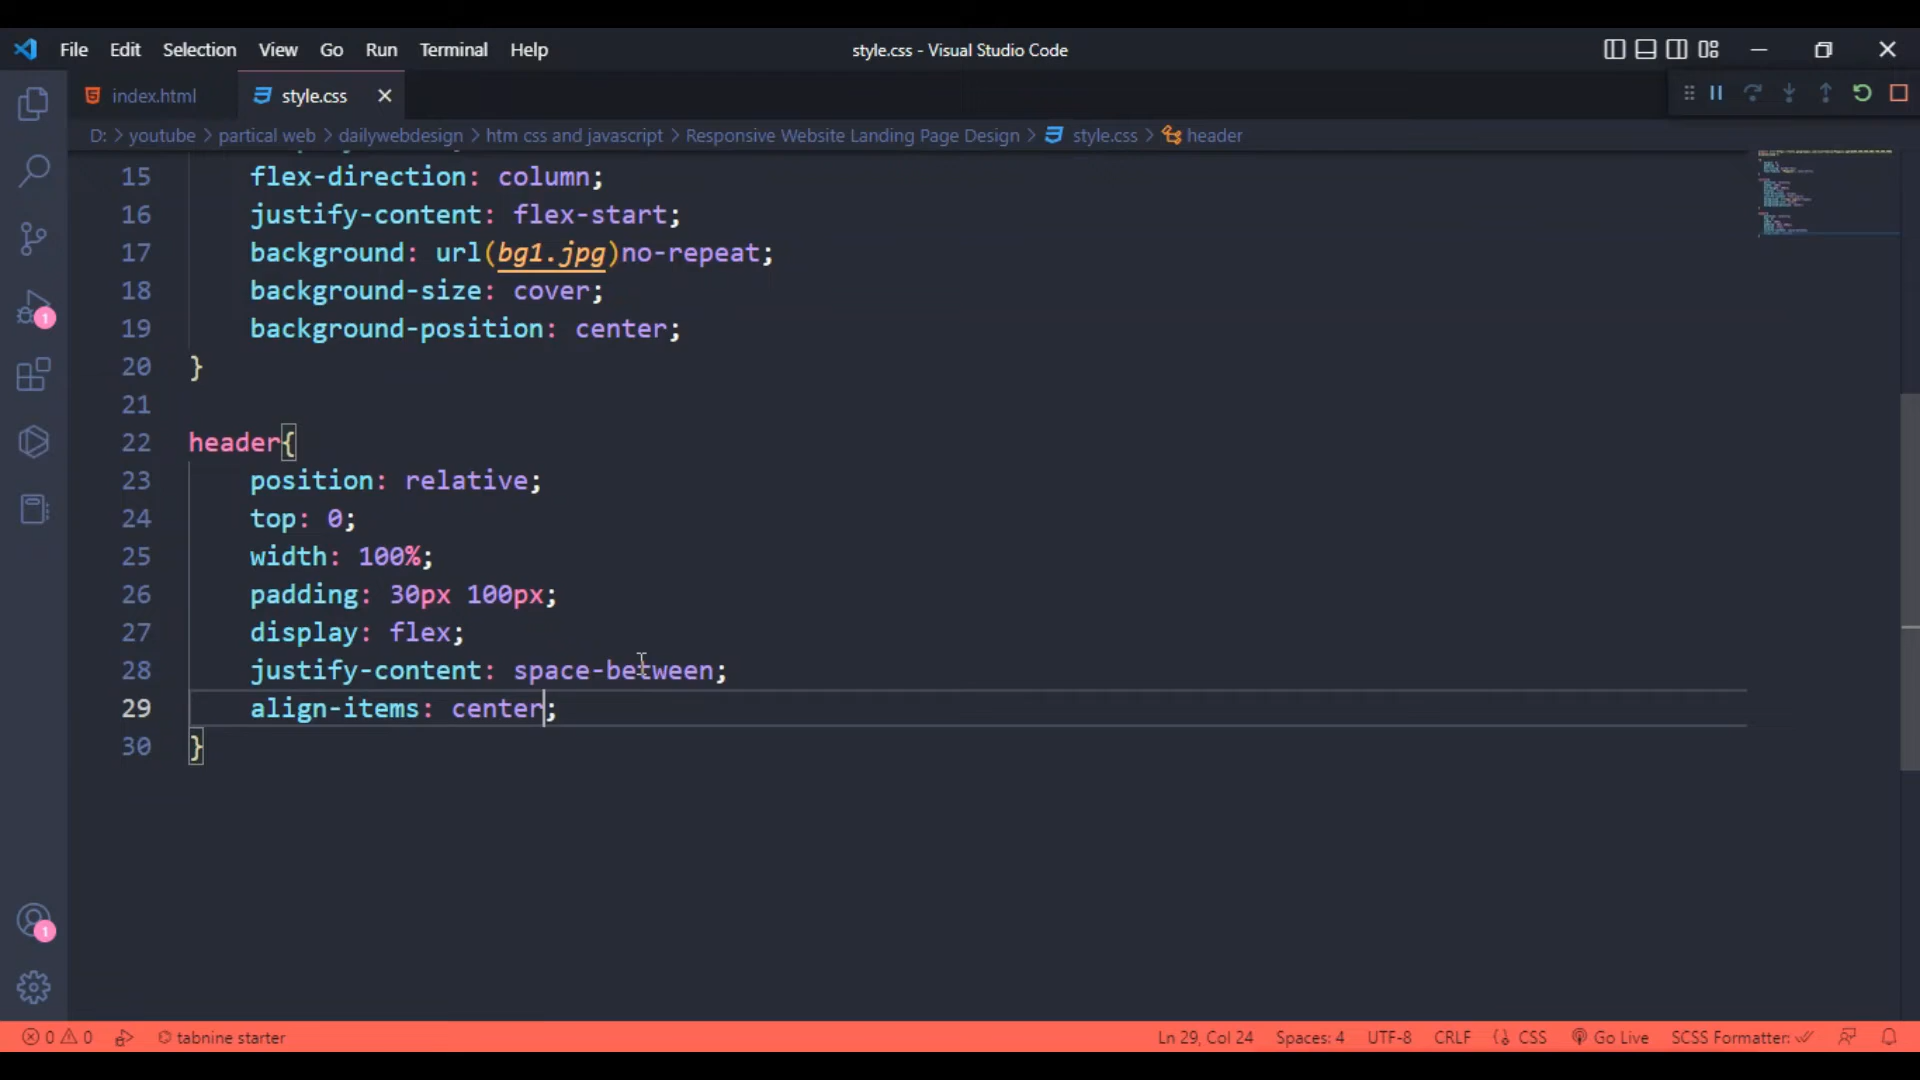 File Edit Selection View Go Run Terminal Help style.css - Visual Studio Code
index.html style.css
D: > youtube > partical web > dailywebdesign > htm css and javascript > Responsive Website Landing Page Design > style.css > header
15 flex-direction: column;
16 justify-content: flex-start;
17 background: url(bg1.jpg)no-repeat;
18 background-size: cover;
19 background-position: center;
20 }
21
22 header{
23 position: relative;
24 top: 0;
25 width: 100%;
26 padding: 30px 100px;
27 display: flex;
28 justify-content: space-between;
29 align-items: center;
30 }
1
1
0 0 tabnine starter Ln 29, Col 24 Spaces: 4 UTF-8 CRLF CSS Go Live SCSS Formatter: